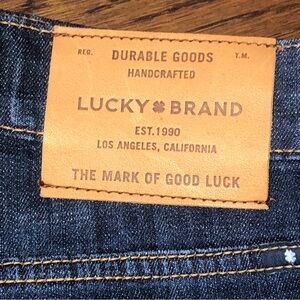 REG. DURABLE GOODS T.M.
HANDCRAFTED
LUCKY BRAND
EST. 1990
LOS ANGELES, CALIFORNIA
THE MARK OF GOOD LUCK